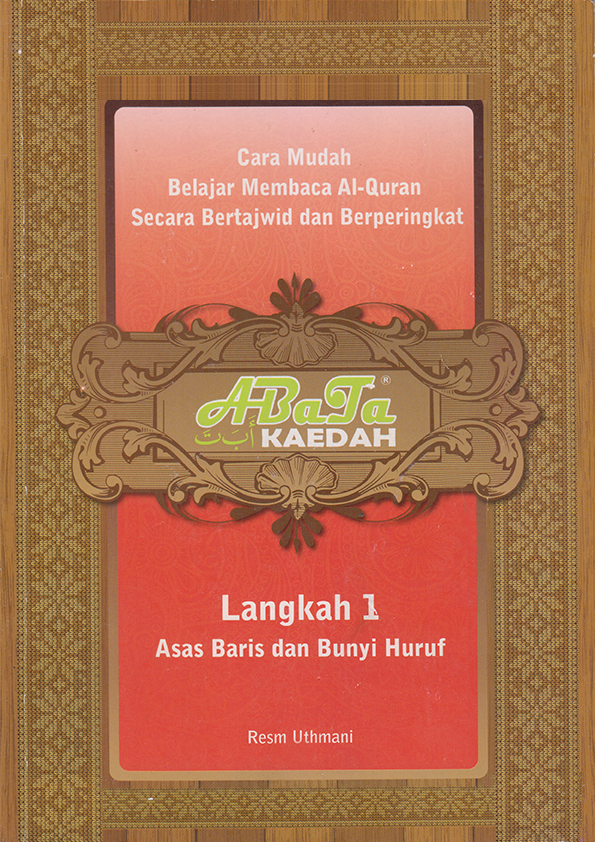 Cara Mudah
Belajar Membaca Al-Quran
Secara Bertajwid dan Berperingkat
ABaTa®
أَبَتَ KAEDAH
Langkah 1
Asas Baris dan Bunyi Huruf
Resm Uthmani